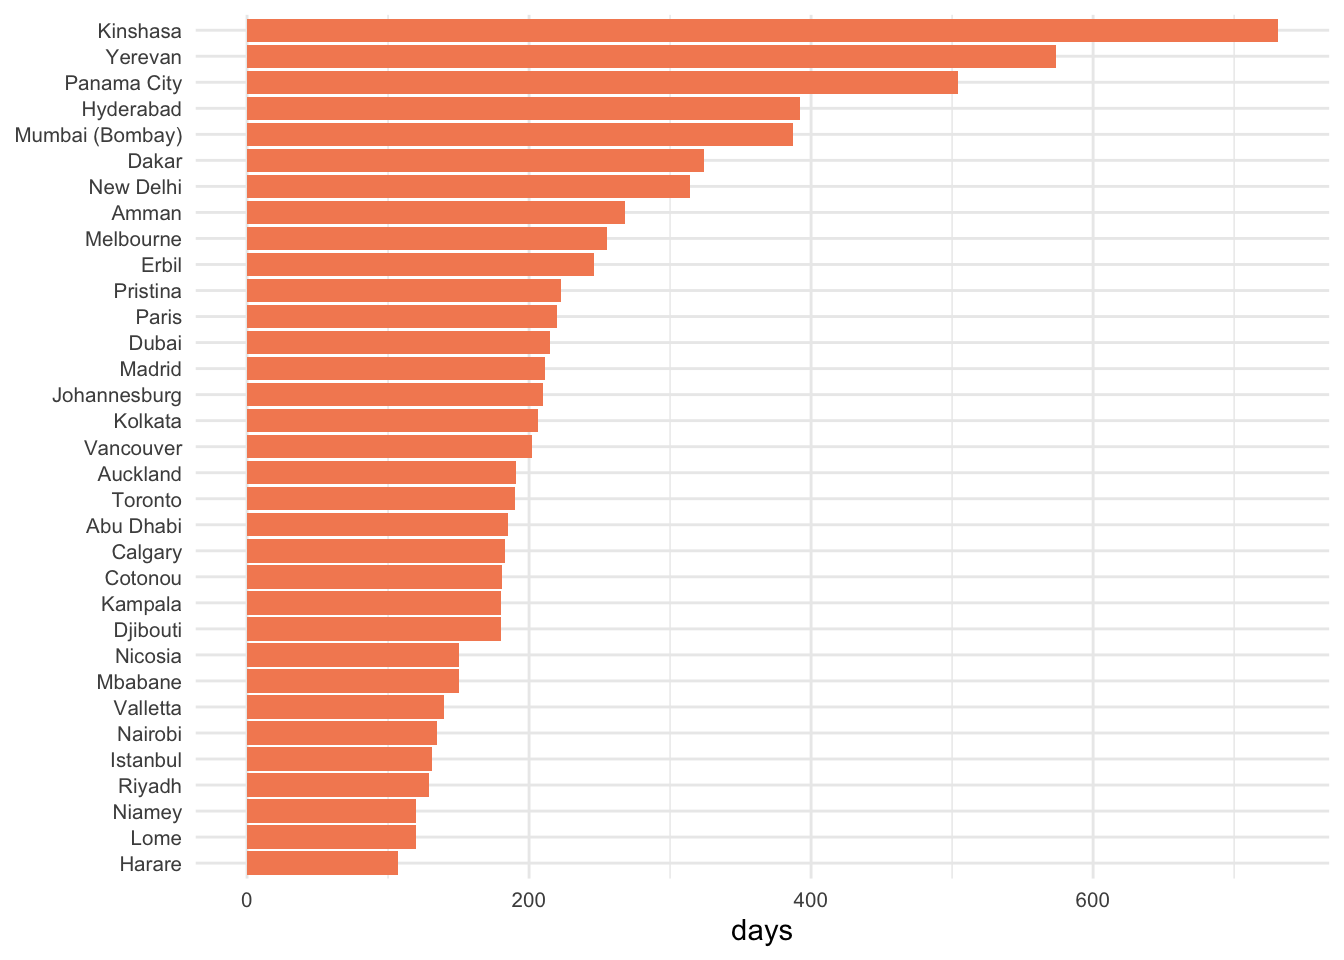 Kinshasa
Yerevan
Panama City
Hyderabad
Mumbai (Bombay)
Dakar
New Delhi
Amman
Melbourne
Erbil
Pristina
Paris
Dubai
Madrid
Johannesburg
Kolkata
Vancouver
Auckland
Toronto
Abu Dhabi
Calgary
Cotonou
Kampala
Djibouti
Nicosia
Mbabane
Valletta
Nairobi
Istanbul
Riyadh
Niamey
Lome
Harare
0 200 400 600
days